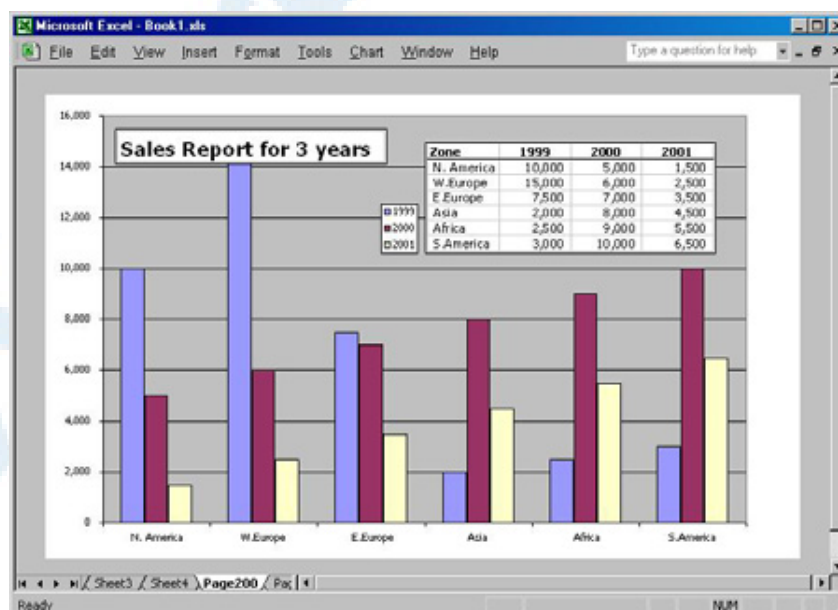 Microsoft Excel - Book1.xls
File Edit View Insert Format Tools Chart Window Help Type a question for help
16,000
Sales Report for 3 years
14,000
12,000
10,000
8,000
6,000
4,000
2,000
0
Zone 1999 2000 2001
N. America 10,000 5,000 1,500
W.Europe 15,000 6,000 2,500
E.Europe 7,500 7,000 3,500
Asia 2,000 8,000 4,500
Africa 2,500 9,000 5,500
S.America 3,000 10,000 6,500
1999
2000
2001
N. America W.Europe E.Europe Asia Africa S.America
Sheet3 Sheet4 Page200
Ready NUM